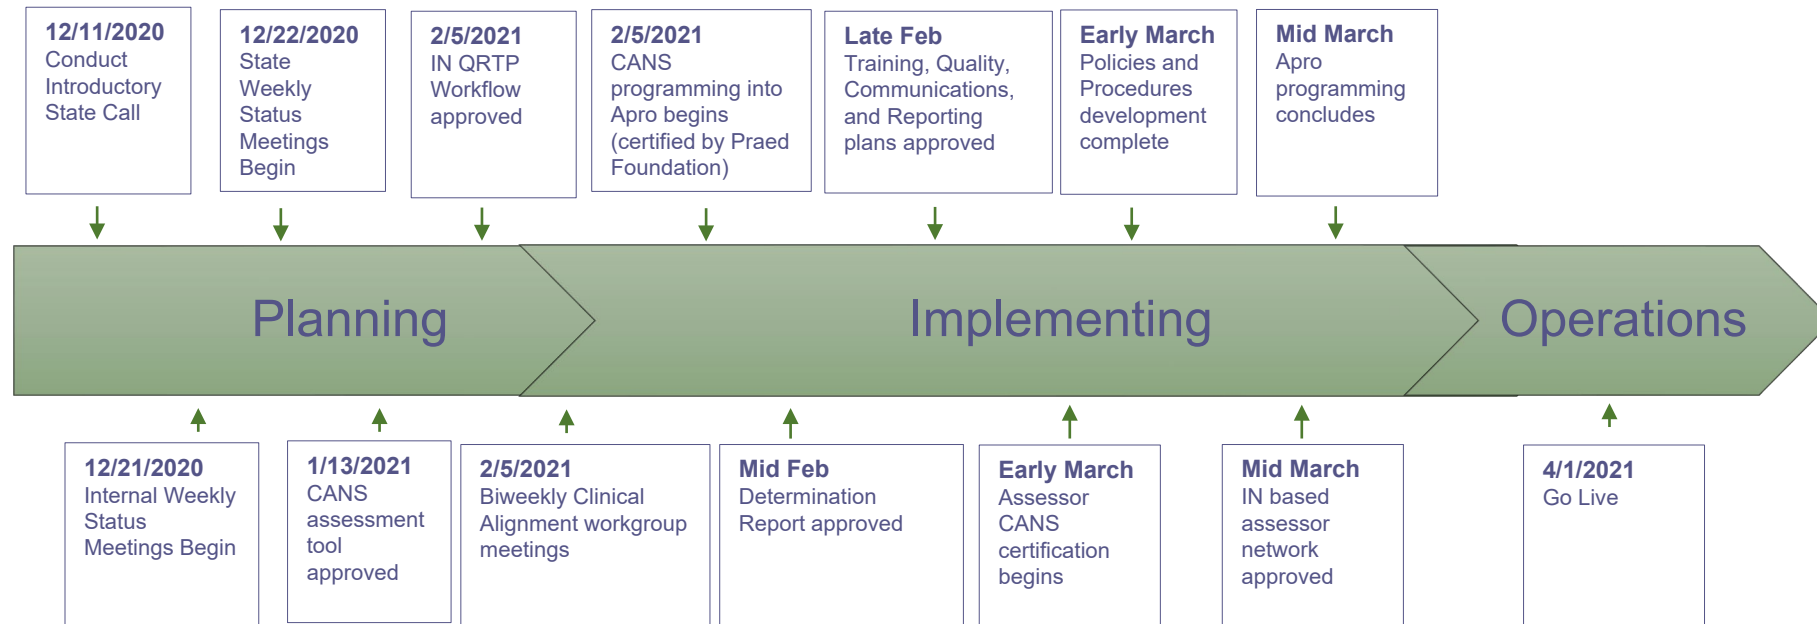 12/11/2020
Conduct
Introductory
State Call
12/22/2020
State
Weekly
Status
Meetings
Begin
2/5/2021
IN QRTP
Workflow
approved
2/5/2021
CANS
programming into
Apro begins
(certified by Praed
Foundation)
Late Feb
Training, Quality,
Communications,
and Reporting
plans approved
Early March
Policies and
Procedures
development
complete
Mid March
Apro
programming
concludes
Planning
Implementing
Operations
12/21/2020
Internal Weekly
Status
Meetings Begin
1/13/2021
CANS
assessment
tool
approved
2/5/2021
Biweekly Clinical
Alignment workgroup
meetings
Mid Feb
Determination
Report approved
Early March
Assessor
CANS
certification
begins
Mid March
IN based
assessor
network
approved
4/1/2021
Go Live